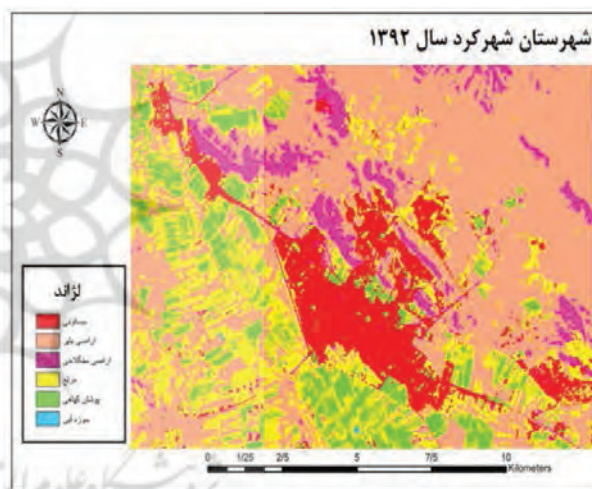 شهرستان شهرکرد سال ۱۳۹۲
N
W E
S
لژاند
مسکونی
اراضی بایر
اراضی سنگلاخی
مرتع
پوشش گیاهی
حوزه آبی
0 1/25 2/5 5 7/5 10
Kilometers